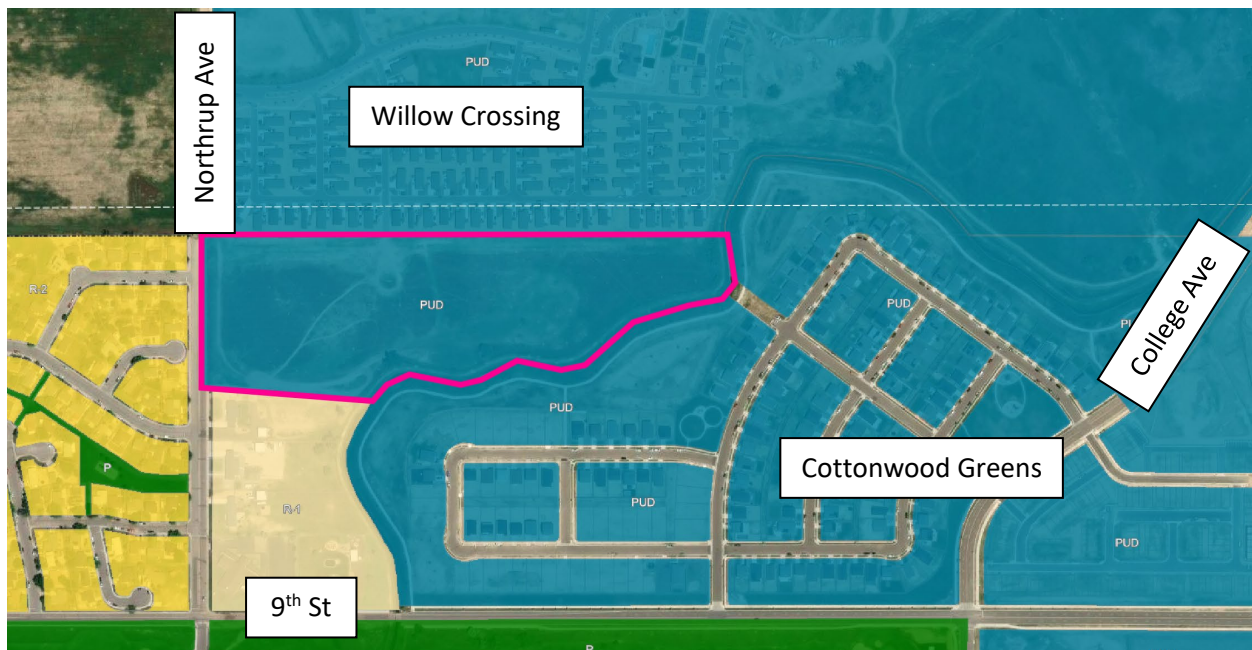 PUD
Northrup Ave
Willow Crossing
College Ave
R-2
PUD
PUD
PUD
P
Cottonwood Greens
PUD
R-1
PUD
9th St
P